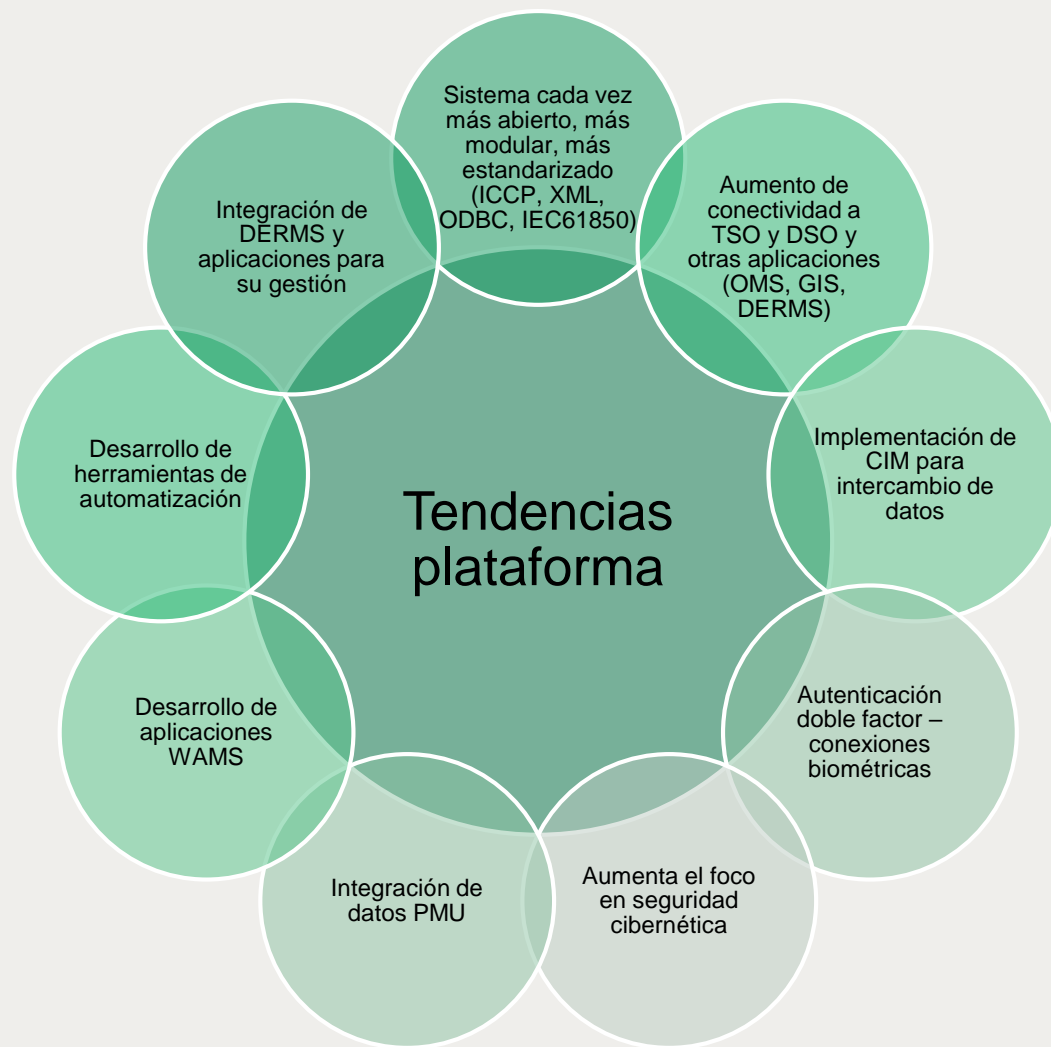 Sistema cada vez
más abierto, más
modular, más
estandarizado
(ICCP, XML,
ODBC, IEC61850)
Aumento de
conectividad a
TSO y DSO y
otras aplicaciones
(OMS, GIS,
DERMS)
Implementación de
CIM para
intercambio de
datos
Autenticación
doble factor –
conexiones
biométricas
Aumenta el foco
en seguridad
cibernética
Integración de
datos PMU
Desarrollo de
aplicaciones
WAMS
Desarrollo de
herramientas de
automatización
Integración de
DERMS y
aplicaciones para
su gestión
Tendencias
plataforma